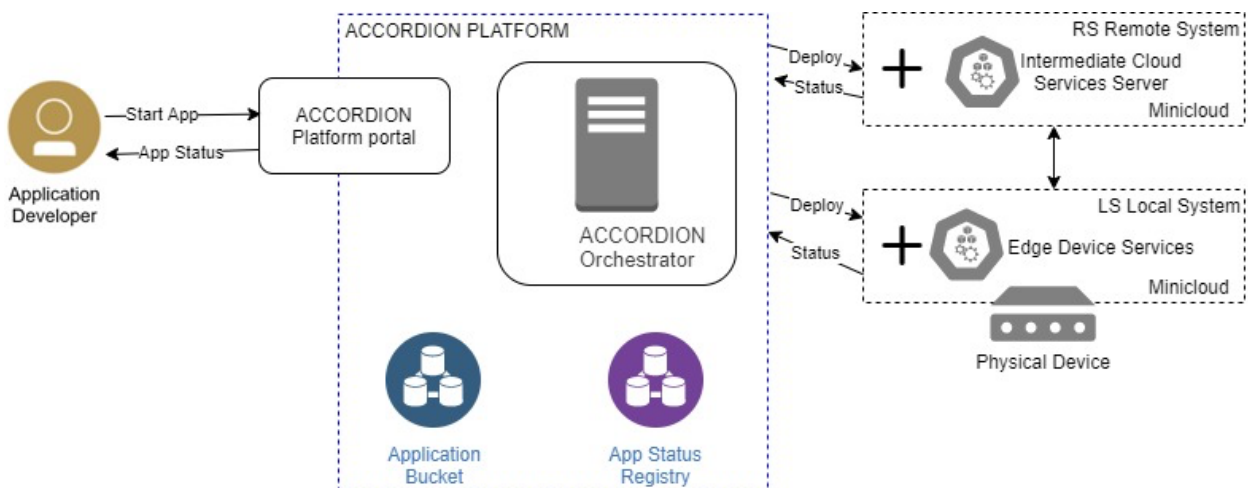 ACCORDION PLATFORM
Start App
App Status
Application
Developer
ACCORDION
Platform portal
ACCORDION
Orchestrator
Application
Bucket
App Status
Registry
Deploy
Status
RS Remote System
Intermediate Cloud
Services Server
Minicloud
Deploy
Status
LS Local System
Edge Device Services
Minicloud
Physical Device